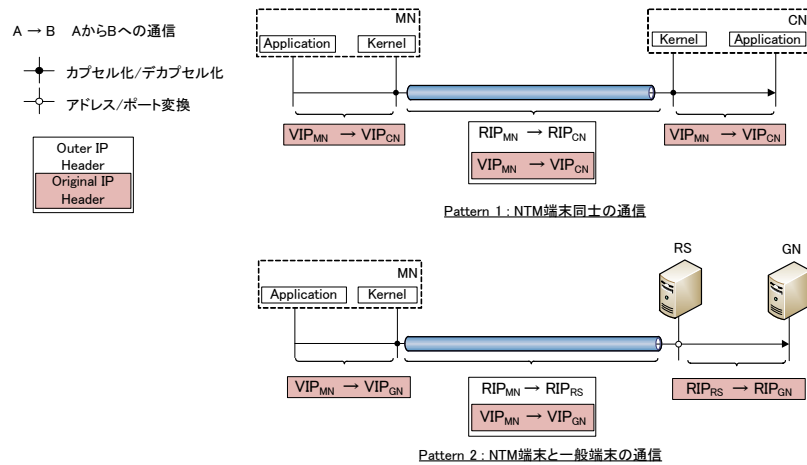 A → B AからBへの通信
カプセル化/デカプセル化
アドレス/ポート変換
Outer IP
Header
Original IP
Header
MN
Application
Kernel
CN
Kernel
Application
VIPMN → VIPCN
RIPMN → RIPCN
VIPMN → VIPCN
VIPMN → VIPCN
Pattern 1 : NTM端末同士の通信
MN
Application
Kernel
RS
GN
VIPMN → VIPGN
RIPMN → RIPRS
VIPMN → VIPGN
RIPRS → RIPGN
Pattern 2 : NTM端末と一般端末の通信